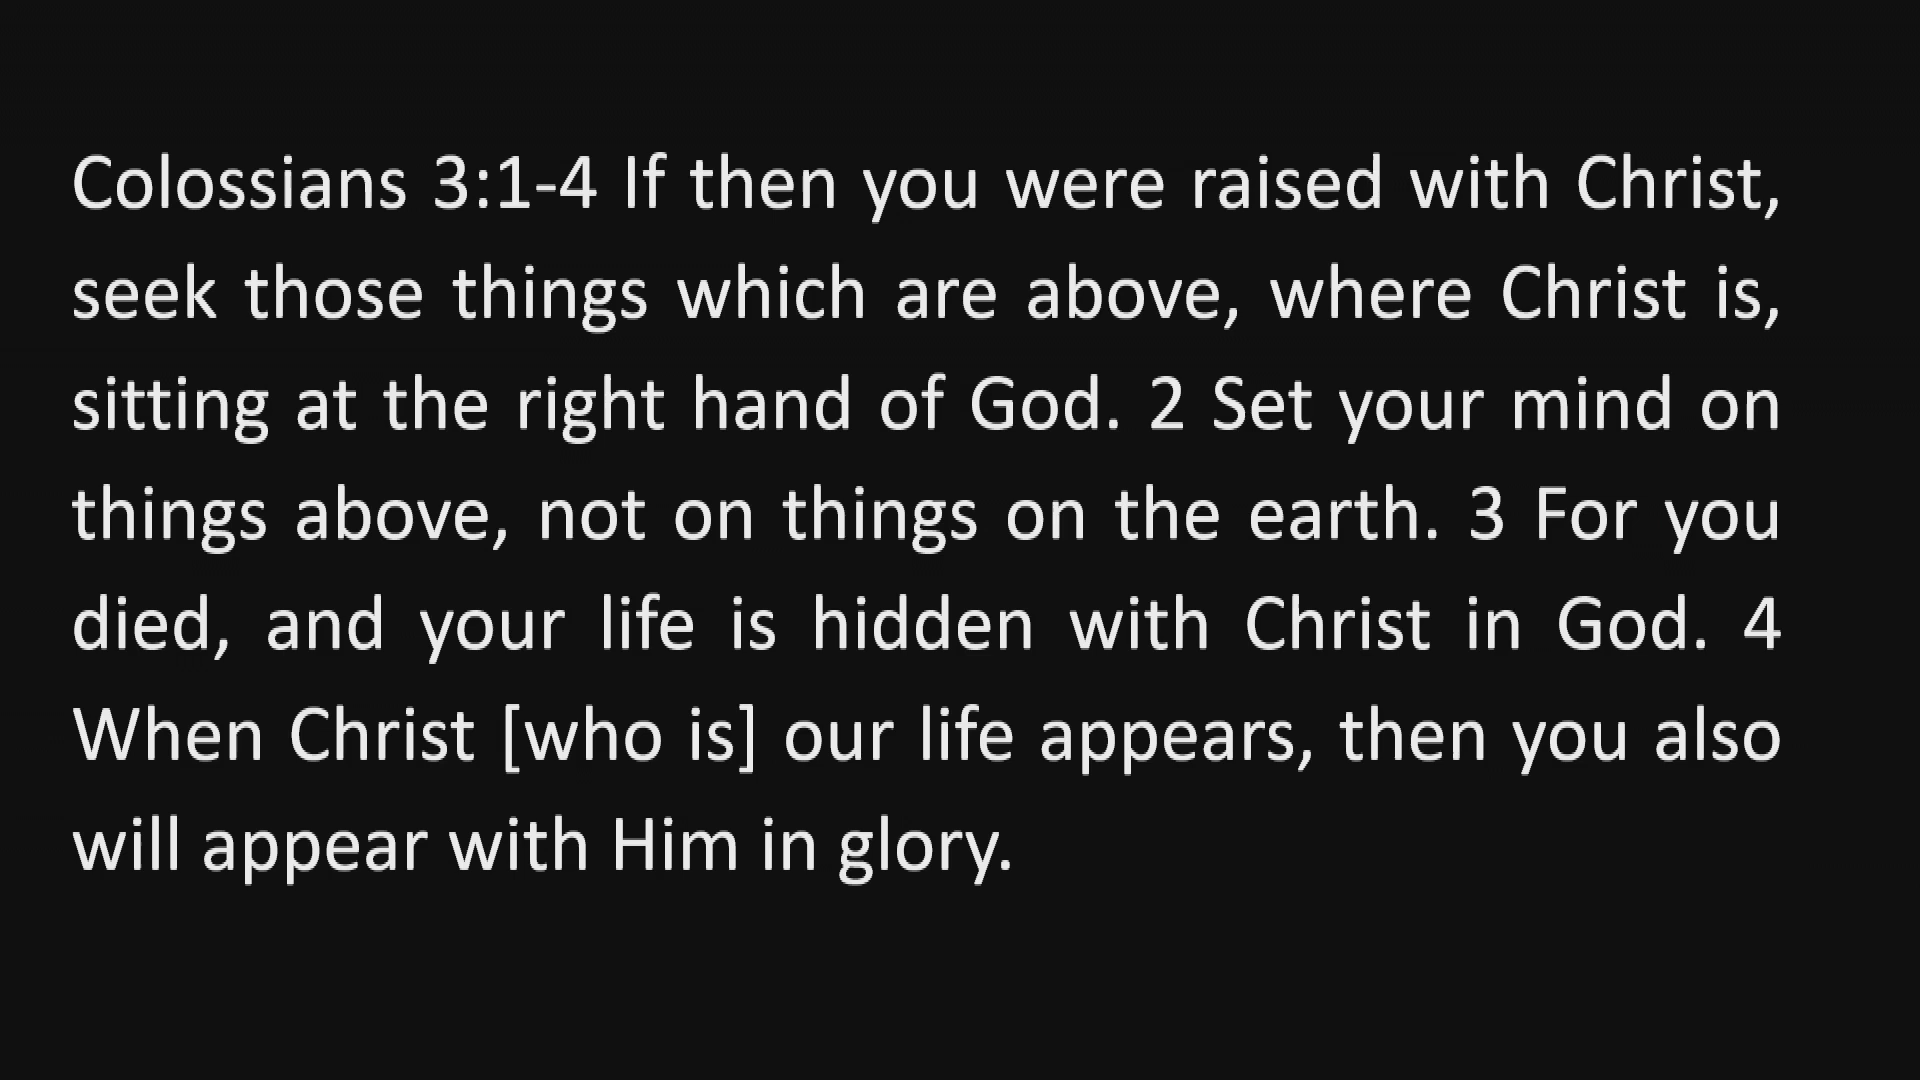 Colossians 3:1-4 If then you were raised with Christ,
seek those things which are above, where Christ is,
sitting at the right hand of God. 2 Set your mind on
things above, not on things on the earth. 3 For you
died, and your life is hidden with Christ in God. 4
When Christ [who is] our life appears, then you also
will appear with Him in glory.